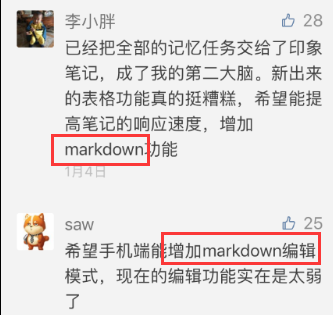 李小胖 28
已经把全部的记忆任务交给了印象
笔记，成了我的第二大脑。新出来
的表格功能真的挺糟糕，希望能提
高笔记的响应速度，增加
markdown功能
1月4日
saw 25
希望手机端能增加markdown编辑
模式，现在的编辑功能实在是太弱
了